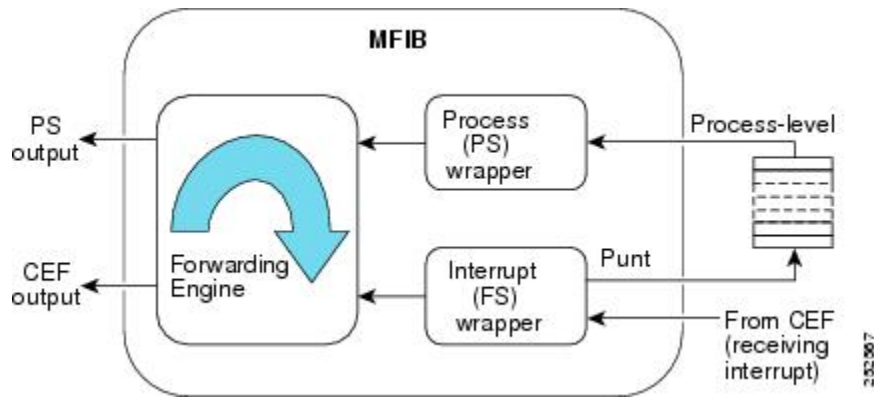 MFIB
PS
output
Process
(PS)
wrapper
Process-level
CEF
output
Forwarding
Engine
Interrupt
(FS)
wrapper
Punt
From CEF
(receiving
interrupt)
252567